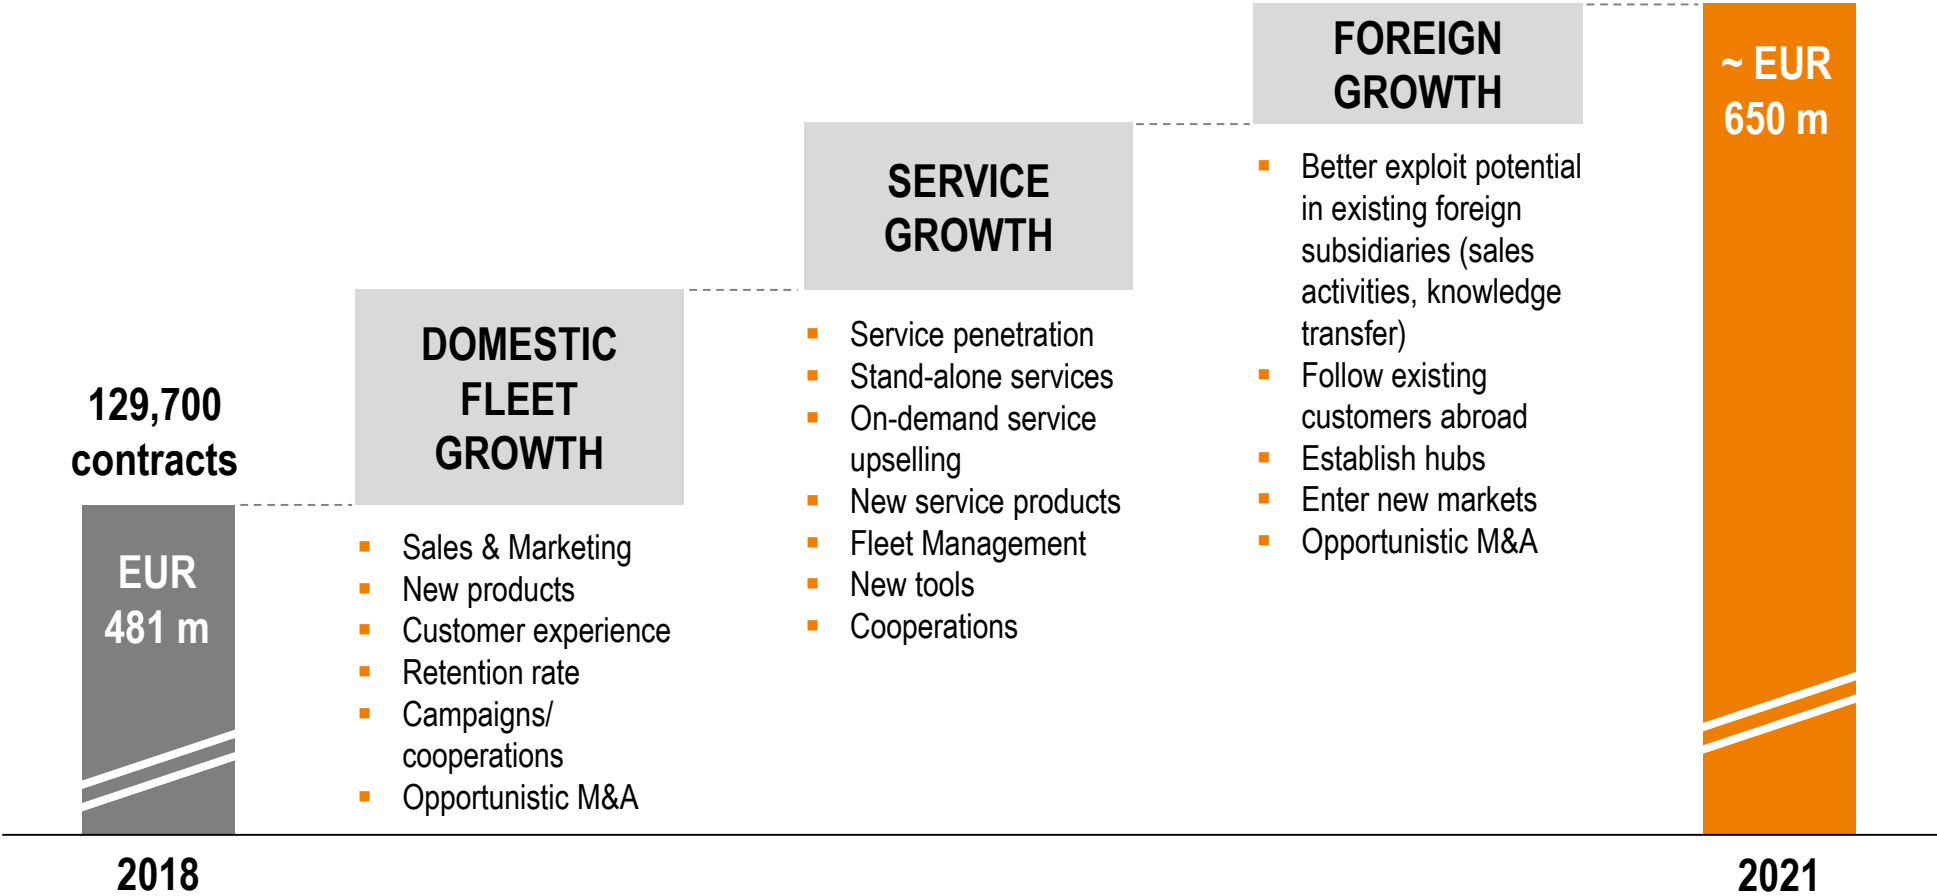 129,700
contracts
EUR
481 m
2018
DOMESTIC
FLEET
GROWTH
▪ Sales & Marketing
▪ New products
▪ Customer experience
▪ Retention rate
▪ Campaigns/
cooperations
▪ Opportunistic M&A
SERVICE
GROWTH
▪ Service penetration
▪ Stand-alone services
▪ On-demand service
upselling
▪ New service products
▪ Fleet Management
▪ New tools
▪ Cooperations
FOREIGN
GROWTH
▪ Better exploit potential
in existing foreign
subsidiaries (sales
activities, knowledge
transfer)
▪ Follow existing
customers abroad
▪ Establish hubs
▪ Enter new markets
▪ Opportunistic M&A
~ EUR
650 m
2021